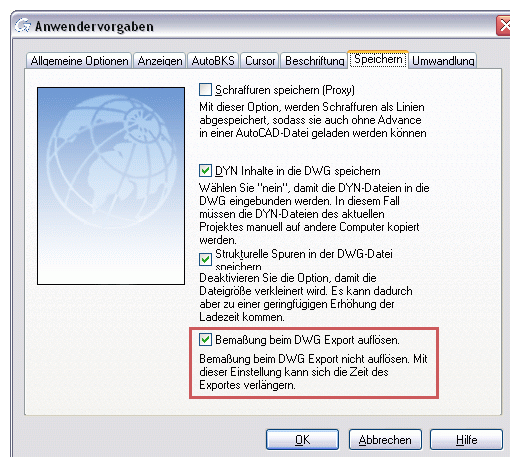 Anwendervorgaben
Allgemeine Optionen Anzeigen AutoBKS Cursor Beschriftung Speichern Umwandlung
Schraffuren speichern (Proxy)
Mit dieser Option, werden Schraffuren als Linien
abgespeichert, sodass sie auch ohne Advance
in einer AutoCAD-Datei geladen werden können
DYN Inhalte in die DWG speichern
Wählen Sie "nein", damit die DYN-Dateien in die
DWG eingebunden werden. In diesem Fall
müssen die DYN-Dateien des aktuellen
Projektes manuell auf andere Computer kopiert
werden.
Strukturelle Spuren in der DWG-Datei
speichern
Deaktivieren Sie die Option, damit die
Dateigröße verkleinert wird. Es kann dadurch
aber zu einer geringfügigen Erhöhung der
Ladezeit kommen.
Bemaßung beim DWG Export auflösen.
Bemaßung beim DWG Export nicht auflösen. Mit
dieser Einstellung kann sich die Zeit des
Exportes verlängern.
OK Abbrechen Hilfe